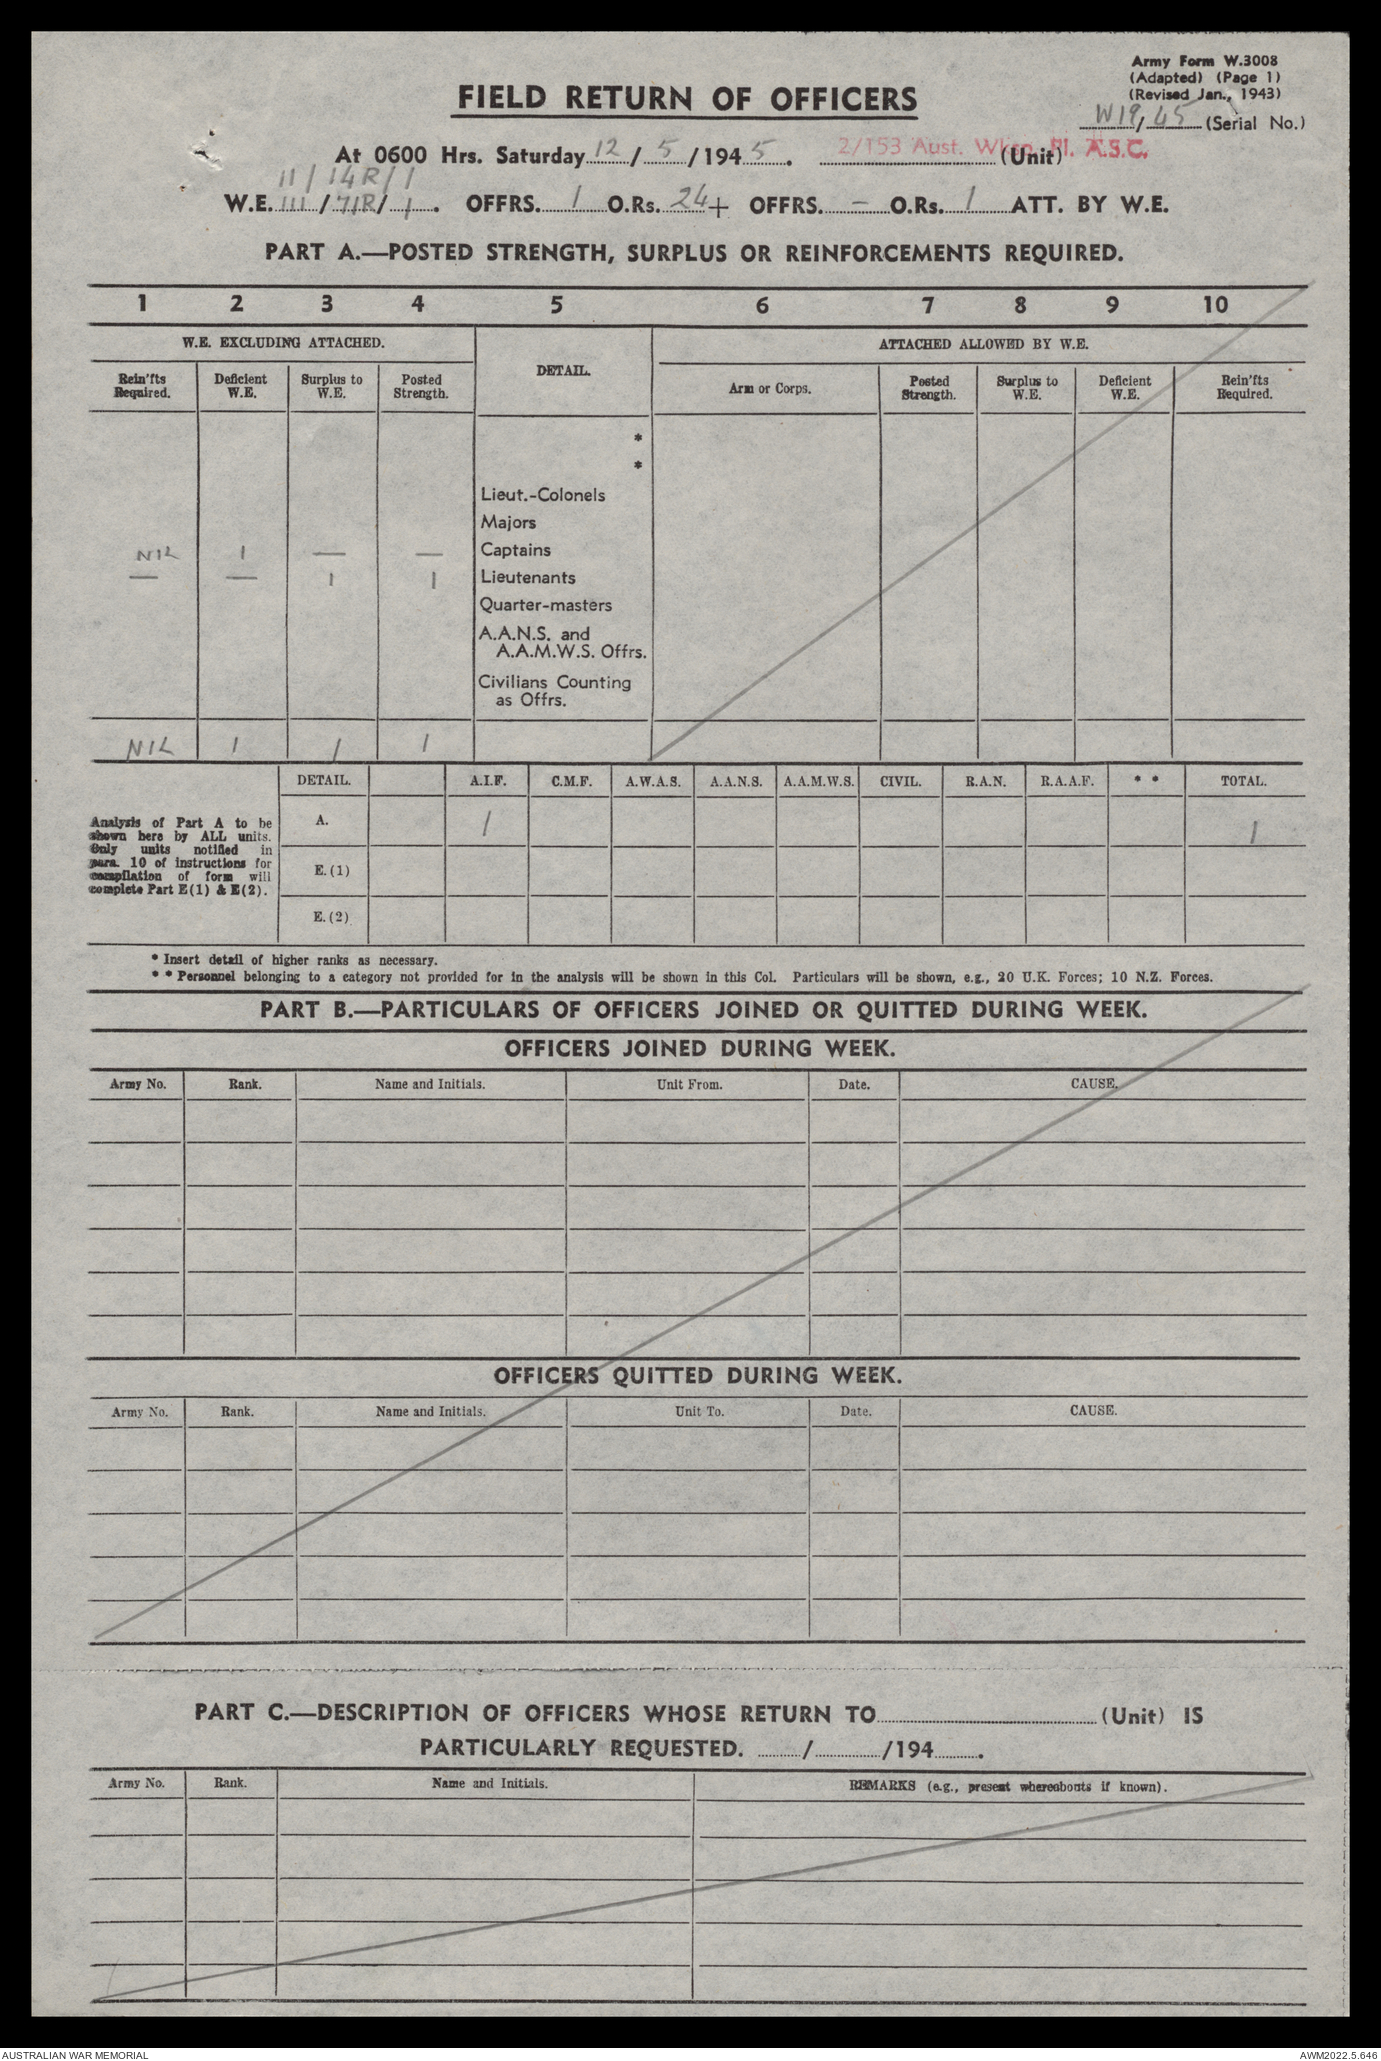 Army Form W.3008
(Adapted) (Page 1)
(Revised Jan., 1943)
W19/45 (Serial No.)
FIELD RETURN OF OFFICERS
At 0600 Hrs. Saturday 12/5/1945. 2/153 Aust. Wksp. Pl. A.S.C. (Unit)
11/14R/1
W.E. 111/71R/1. OFFRS. 1 O.Rs. 24 + OFFRS. — O.Rs. 1 ATT. BY W.E.
PART A.—POSTED STRENGTH, SURPLUS OR REINFORCEMENTS REQUIRED.
1 2 3 4 5 6 7 8 9 10
W.E. EXCLUDING ATTACHED. DETAIL. ATTACHED ALLOWED BY W.E.
Rein'fts Required. Deficient W.E. Surplus to W.E. Posted Strength. Arm or Corps. Posted Strength. Surplus to W.E. Deficient W.E. Rein'fts Required.
*
*
Lieut.-Colonels
Majors
NIL 1 — — Captains
— — 1 1 Lieutenants
Quarter-masters
A.A.N.S. and
A.A.M.W.S. Offrs.
Civilians Counting
as Offrs.
NIL 1 1 1
DETAIL. A.I.F. C.M.F. A.W.A.S. A.A.N.S. A.A.M.W.S. CIVIL. R.A.N. R.A.A.F. * * TOTAL.
Analysis of Part A to be
shown here by ALL units.
Only units notified in
para. 10 of instructions for
compilation of form will
complete Part E(1) & E(2).
A. 1 1
E.(1)
E.(2)
* Insert detail of higher ranks as necessary.
* * Personnel belonging to a category not provided for in the analysis will be shown in this Col. Particulars will be shown, e.g., 20 U.K. Forces; 10 N.Z. Forces.
PART B.—PARTICULARS OF OFFICERS JOINED OR QUITTED DURING WEEK.
OFFICERS JOINED DURING WEEK.
Army No. Rank. Name and Initials. Unit From. Date. CAUSE.
OFFICERS QUITTED DURING WEEK.
Army No. Rank. Name and Initials. Unit To. Date. CAUSE.
PART C.—DESCRIPTION OF OFFICERS WHOSE RETURN TO (Unit) IS
PARTICULARLY REQUESTED. / /194 .
Army No. Rank. Name and Initials. REMARKS (e.g., present whereabouts if known).
AUSTRALIAN WAR MEMORIAL AWM2022.5.646